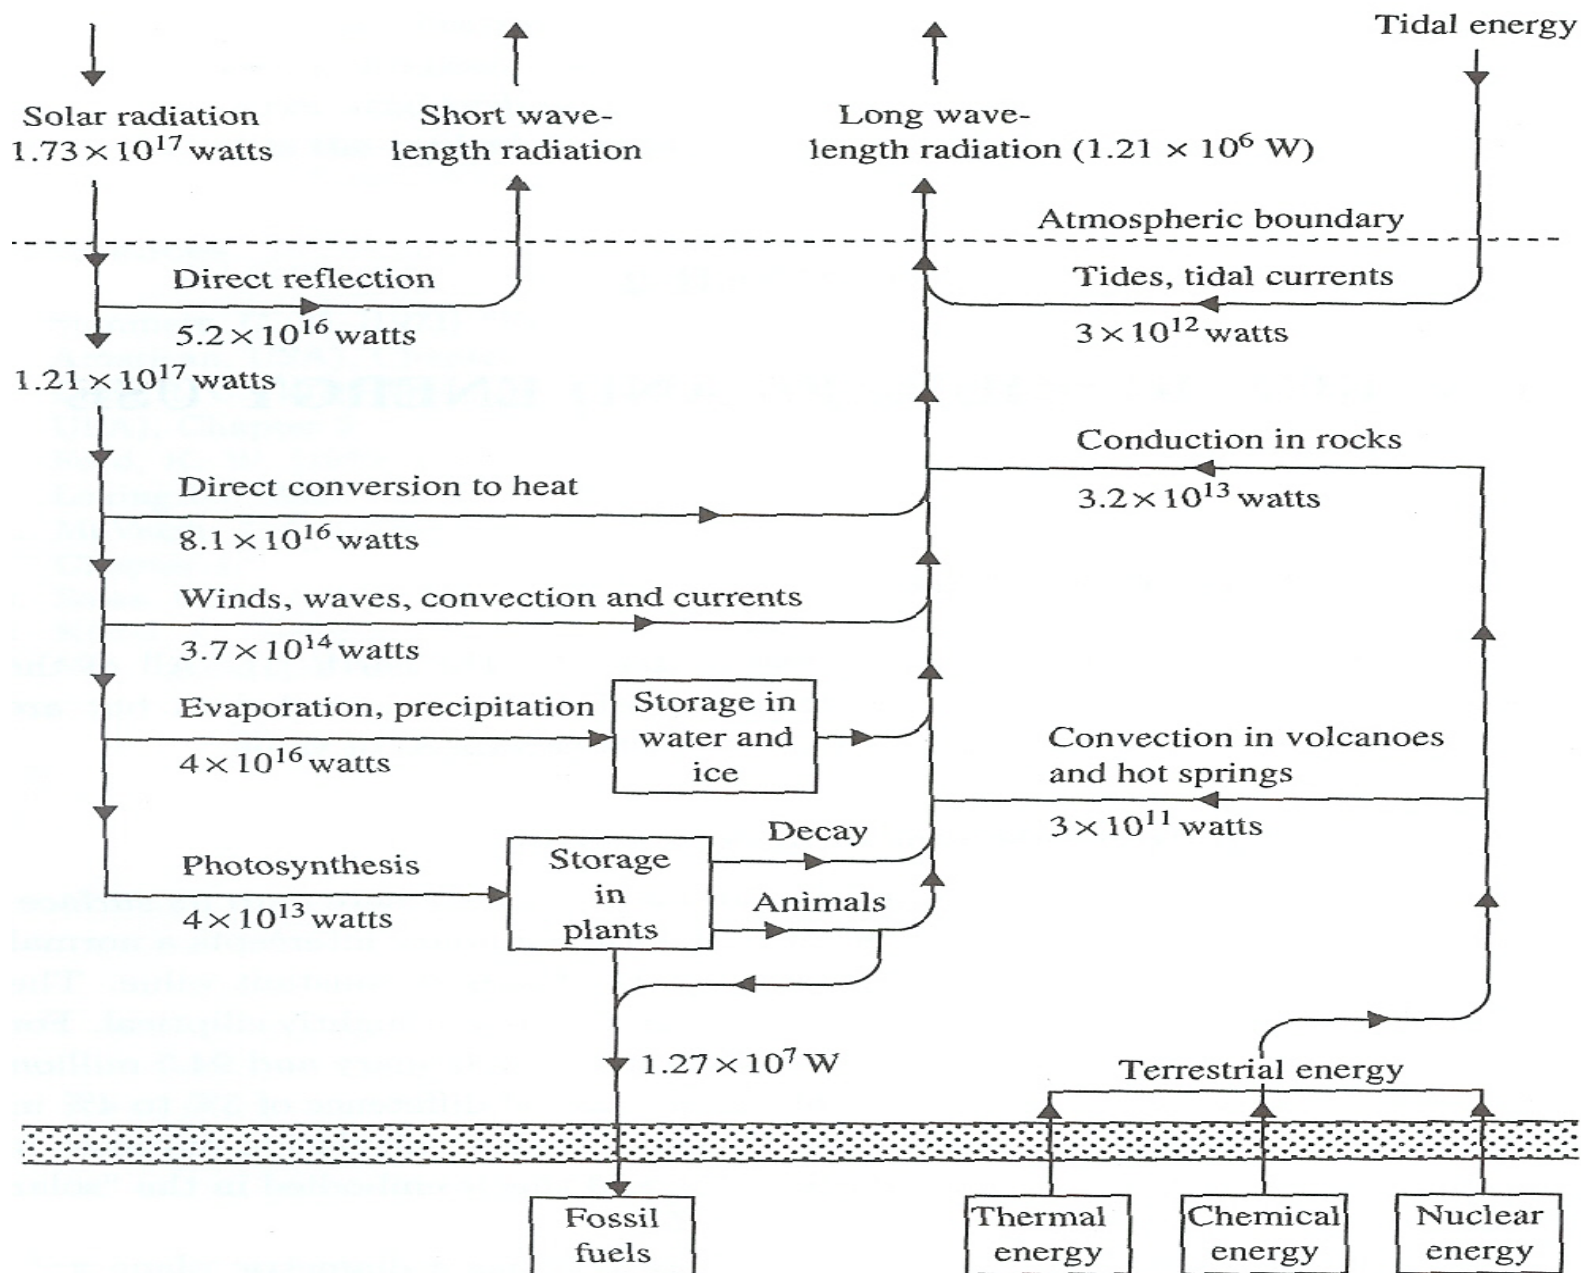 Tidal energy
Solar radiation
1.73 × 10¹⁷ watts
Short wave-
length radiation
Long wave-
length radiation (1.21 × 10⁶ W)
Atmospheric boundary
Direct reflection
5.2 × 10¹⁶ watts
Tides, tidal currents
3 × 10¹² watts
1.21 × 10¹⁷ watts
Conduction in rocks
3.2 × 10¹³ watts
Direct conversion to heat
8.1 × 10¹⁶ watts
Winds, waves, convection and currents
3.7 × 10¹⁴ watts
Evaporation, precipitation
4 × 10¹⁶ watts
Storage in
water and
ice
Convection in volcanoes
and hot springs
3 × 10¹¹ watts
Photosynthesis
4 × 10¹³ watts
Storage
in
plants
Decay
Animals
1.27 × 10⁷ W
Terrestrial energy
Fossil
fuels
Thermal
energy
Chemical
energy
Nuclear
energy